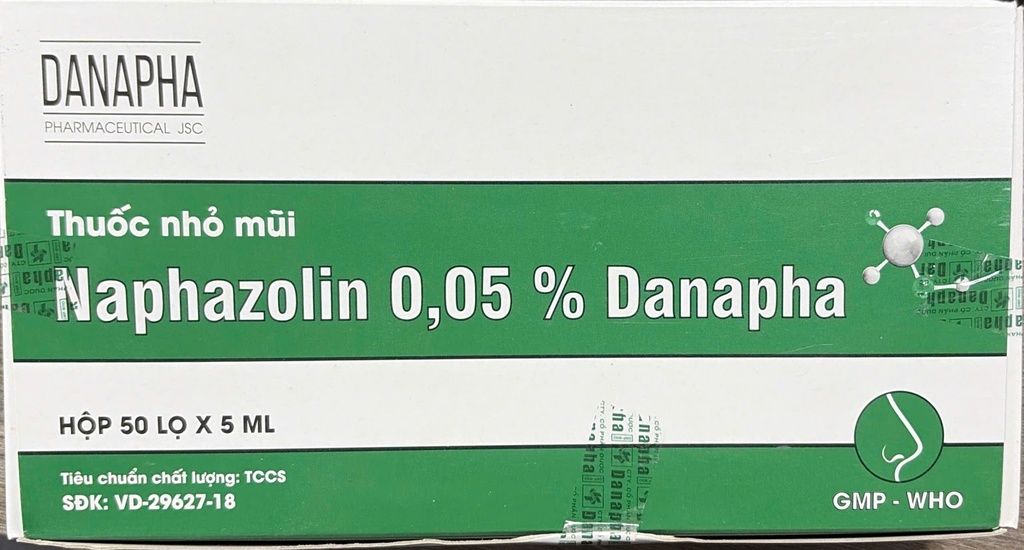 DANAPHA
PHARMACEUTICAL JSC
Thuốc nhỏ mũi
Naphazolin 0,05 % Danapha
HỘP 50 LỌ X 5 ML
Tiêu chuẩn chất lượng: TCCS
SĐK: VD-29627-18
GMP - WHO